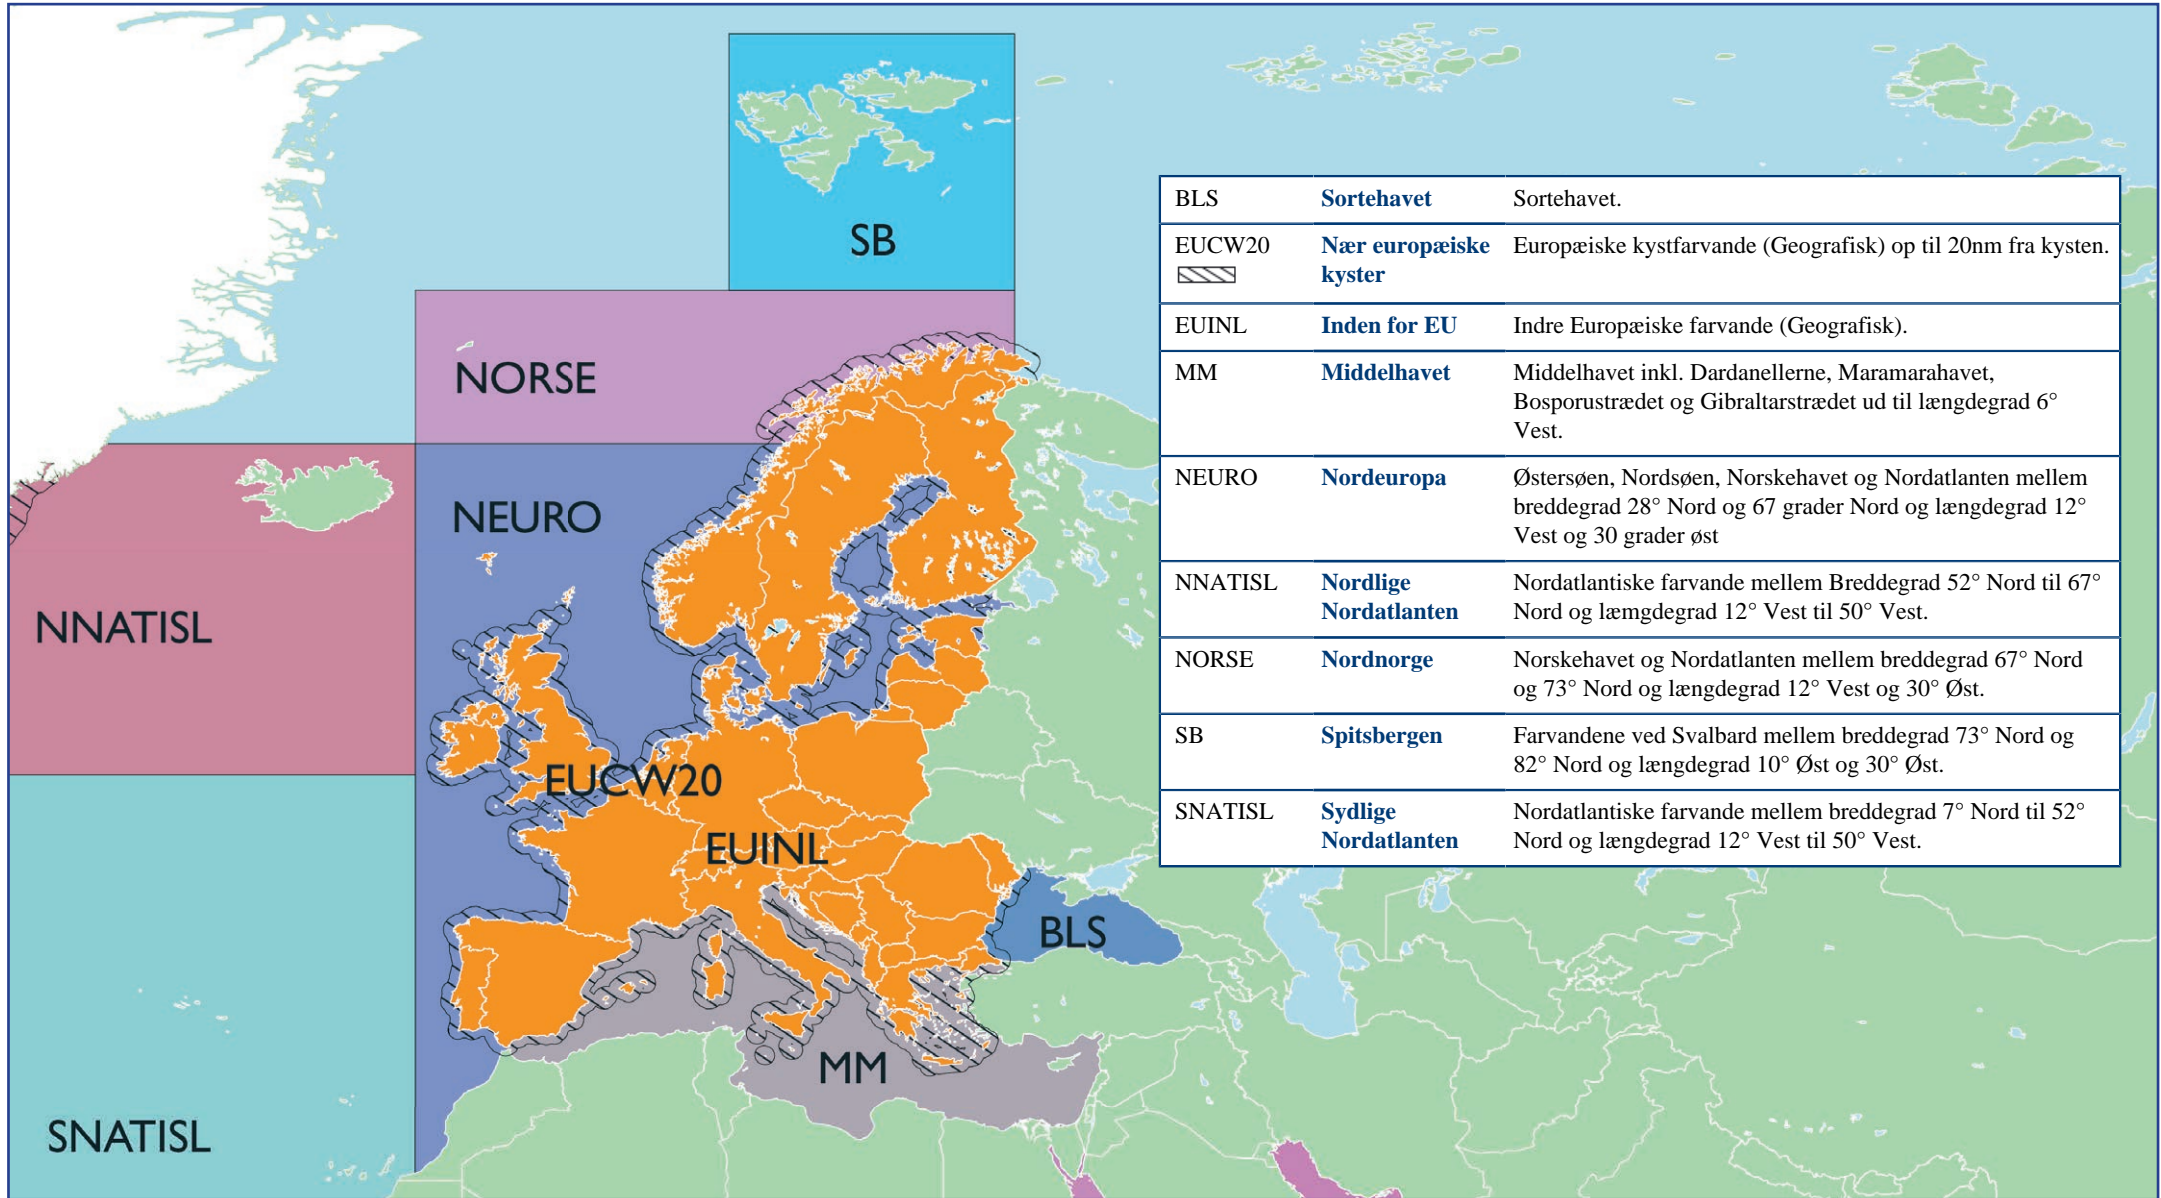 SB
NORSE
NEURO
NNATISL
EUCW20
EUINL
BLS
MM
SNATISL
BLS Sortehavet Sortehavet.
EUCW20 Nær europæiske Europæiske kystfarvande (Geografisk) op til 20nm fra kysten.
kyster
EUINL Inden for EU Indre Europæiske farvande (Geografisk).
MM Middelhavet Middelhavet inkl. Dardanellerne, Maramarahavet,
Bosporustrædet og Gibraltarstrædet ud til længdegrad 6°
Vest.
NEURO Nordeuropa Østersøen, Nordsøen, Norskehavet og Nordatlanten mellem
breddegrad 28° Nord og 67 grader Nord og længdegrad 12°
Vest og 30 grader øst
NNATISL Nordlige Nordatlantiske farvande mellem Breddegrad 52° Nord til 67°
Nordatlanten Nord og læmgdegrad 12° Vest til 50° Vest.
NORSE Nordnorge Norskehavet og Nordatlanten mellem breddegrad 67° Nord
og 73° Nord og længdegrad 12° Vest og 30° Øst.
SB Spitsbergen Farvandene ved Svalbard mellem breddegrad 73° Nord og
82° Nord og længdegrad 10° Øst og 30° Øst.
SNATISL Sydlige Nordatlantiske farvande mellem breddegrad 7° Nord til 52°
Nordatlanten Nord og længdegrad 12° Vest til 50° Vest.